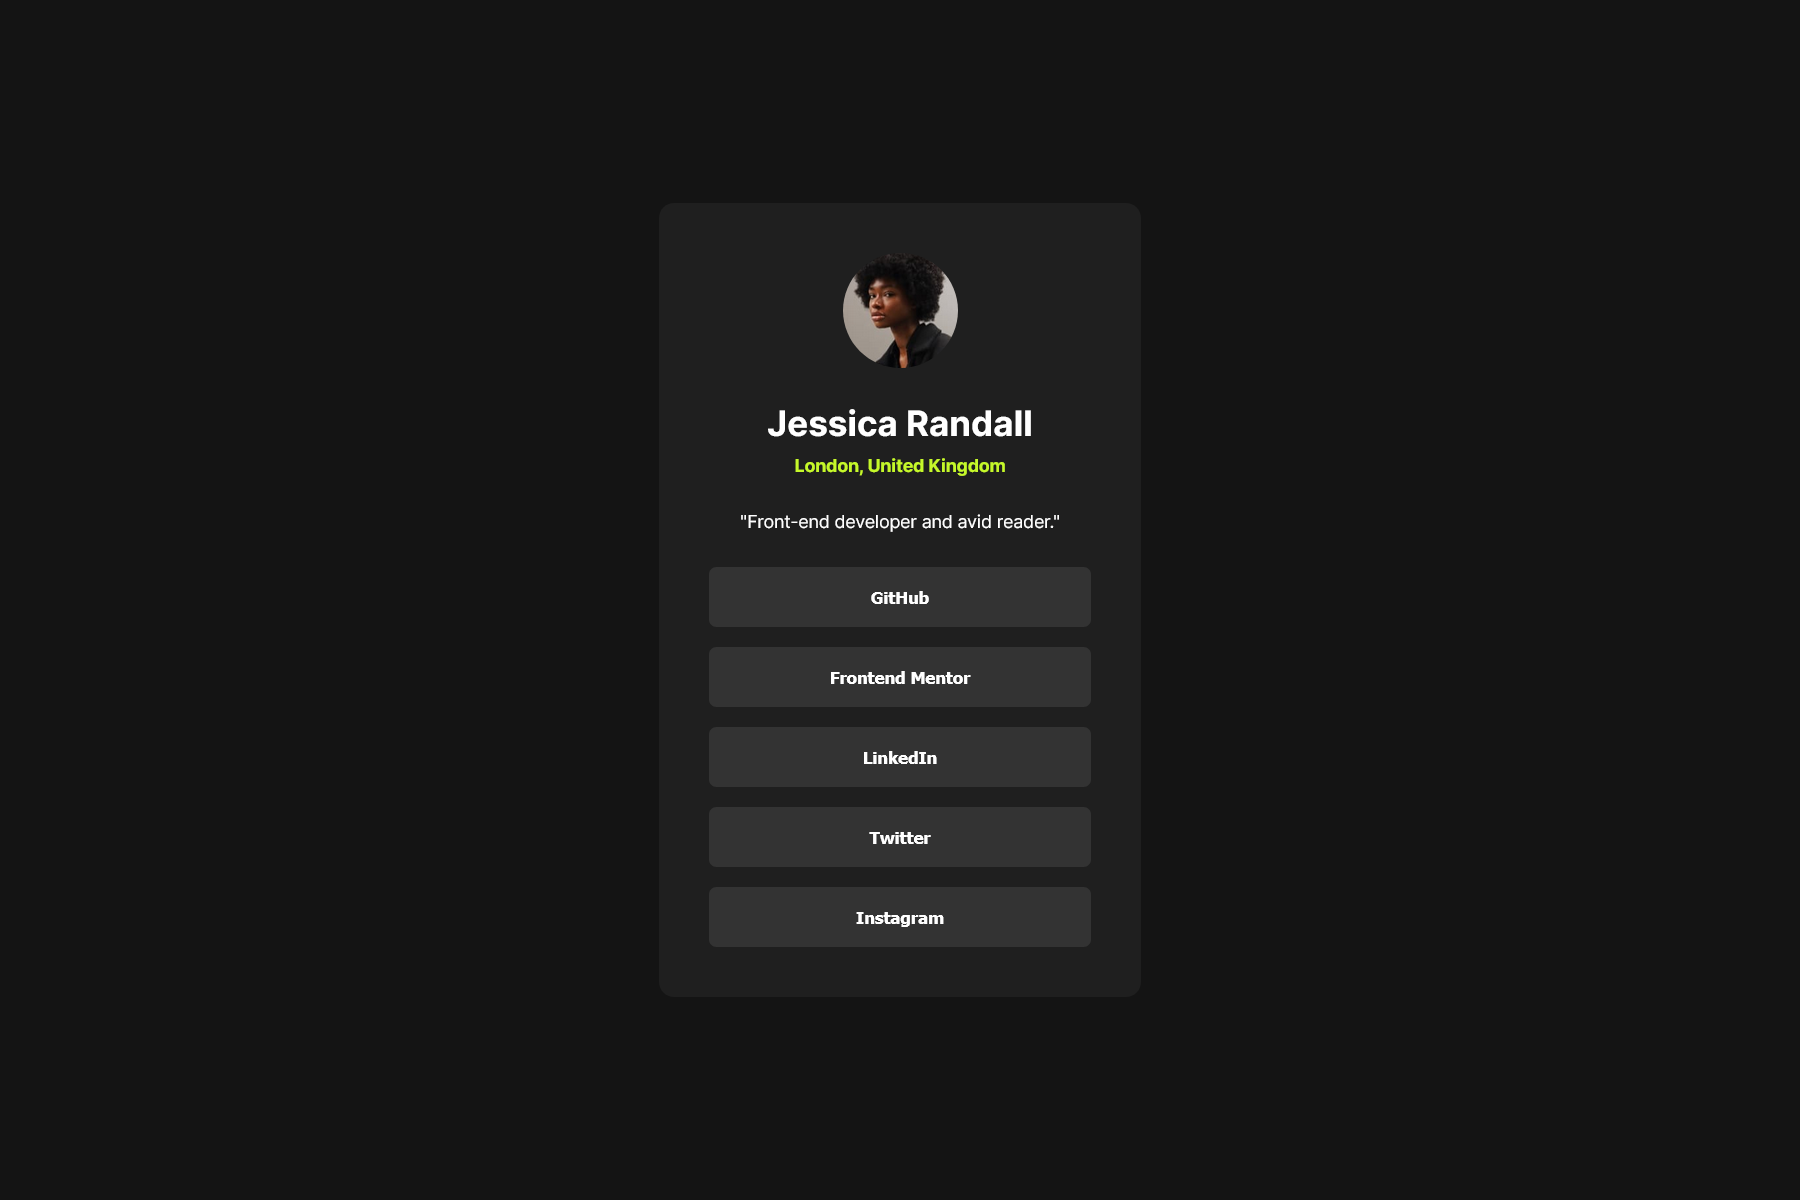 Jessica Randall
London, United Kingdom
"Front-end developer and avid reader."
GitHub
Frontend Mentor
LinkedIn
Twitter
Instagram